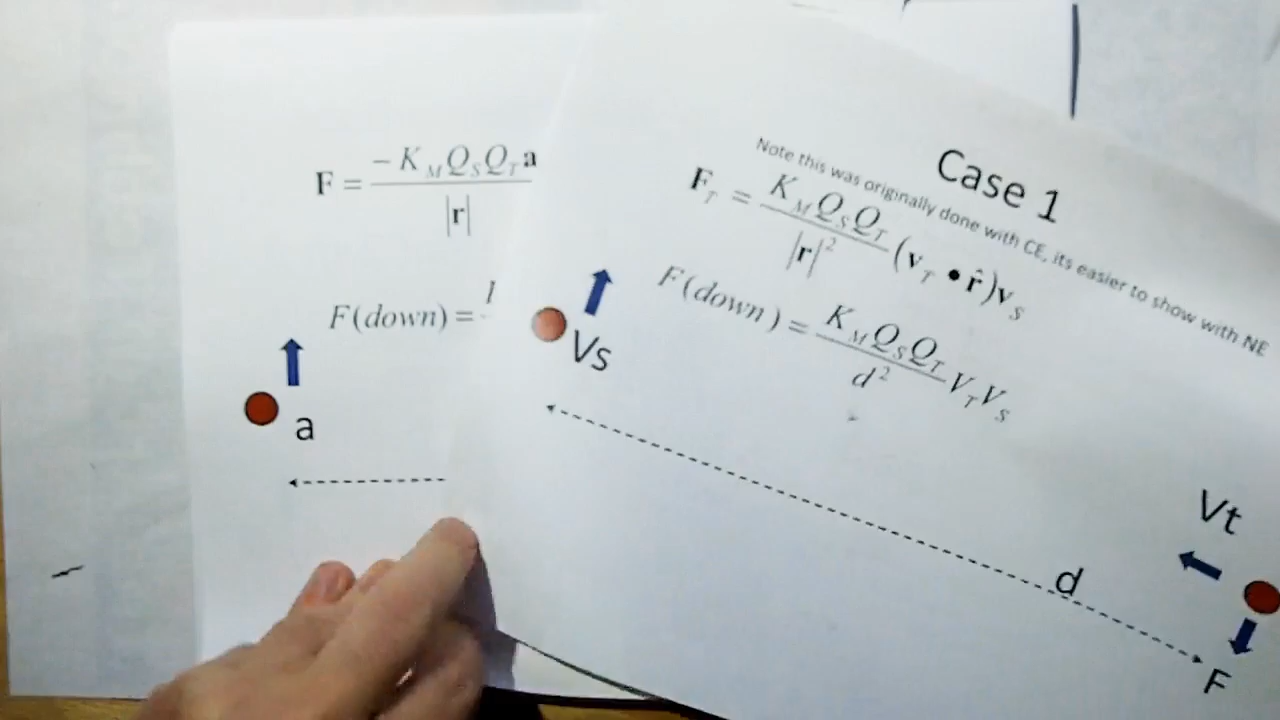 F = −K_M Q_S Q_T a / |r|
F(down) =
a
Case 1
Note this was originally done with CE, its easier to show with NE
F_T = K_M Q_S Q_T / |r|² (v_T • r̂)v_S
F(down) = K_M Q_S Q_T / d² V_T V_S
Vs
d
Vt
F